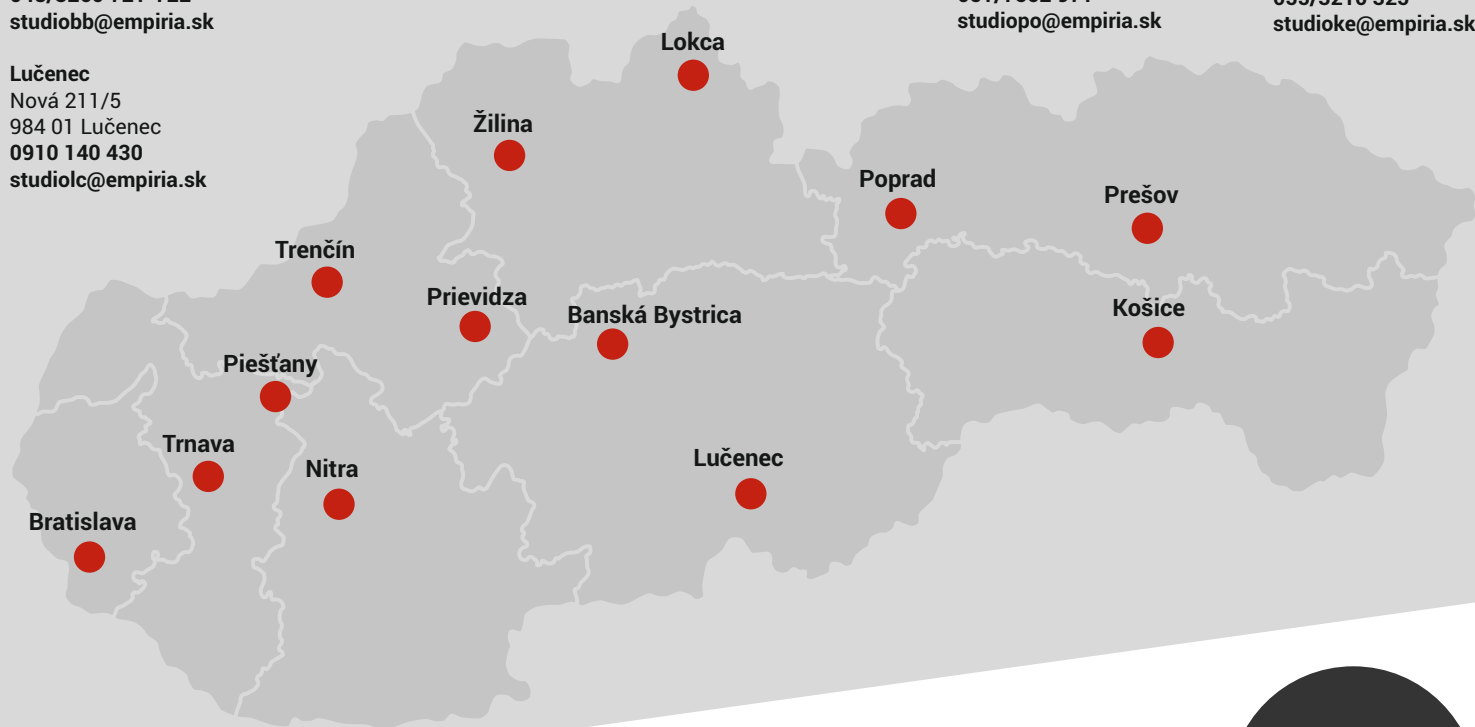 studiobb@empiria.sk
studiopo@empiria.sk
studioke@empiria.sk
Lučenec
Nová 211/5
984 01 Lučenec
0910 140 430
studiolc@empiria.sk
Lokca
Žilina
Poprad
Prešov
Trenčín
Prievidza
Banská Bystrica
Košice
Piešťany
Trnava
Nitra
Lučenec
Bratislava